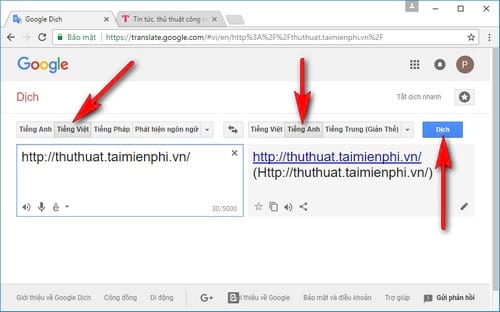 Google Dịch
Tin tức, thủ thuật công n
Bảo mật https://translate.google.com/#vi/en/http%3A%2F%2Fthuthuat.taimienphi.vn%2F
Google
P
Dịch
Tắt dịch nhanh
Tiếng Anh Tiếng Việt Tiếng Pháp Phát hiện ngôn ngữ
Tiếng Việt Tiếng Anh Tiếng Trung (Giản Thể) Dịch
http://thuthuat.taimienphi.vn/
30/5000
http://thuthuat.taimienphi.vn/
(Http://thuthuat.taimienphi.vn/)
Giới thiệu về Google Dịch Cộng đồng Di động G+ B ới thiệu về Google Bảo mật và điều khoản Trợ giúp Gửi phản hồi